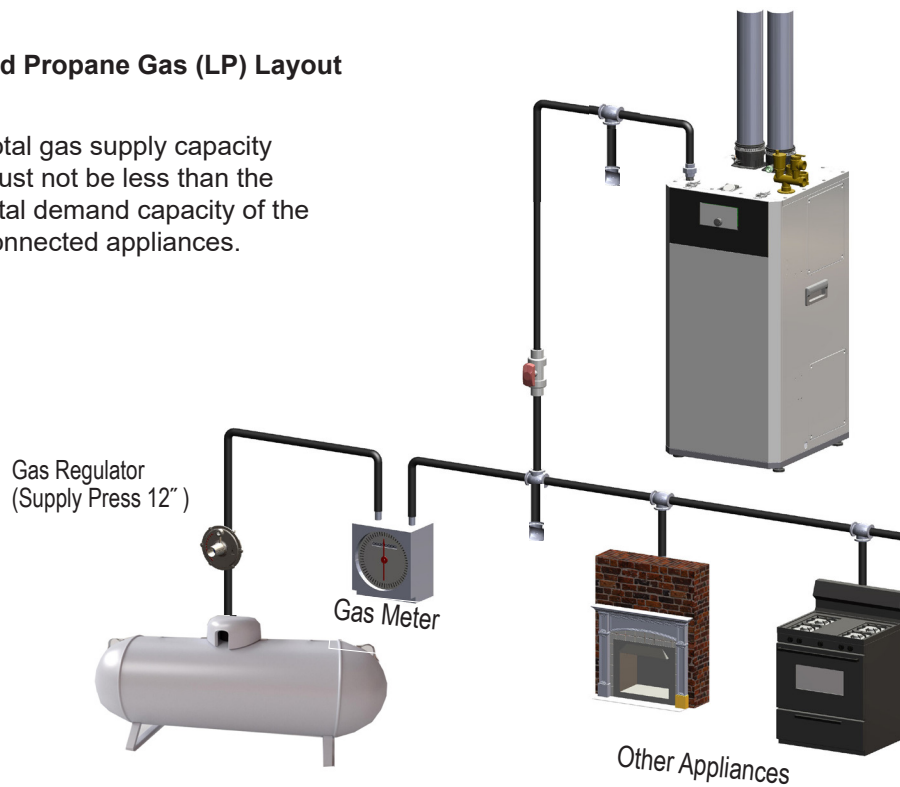 d Propane Gas (LP) Layout
otal gas supply capacity
ust not be less than the
tal demand capacity of the
onnected appliances.
Gas Regulator
(Supply Press 12˝ )
Gas Meter
Other Appliances